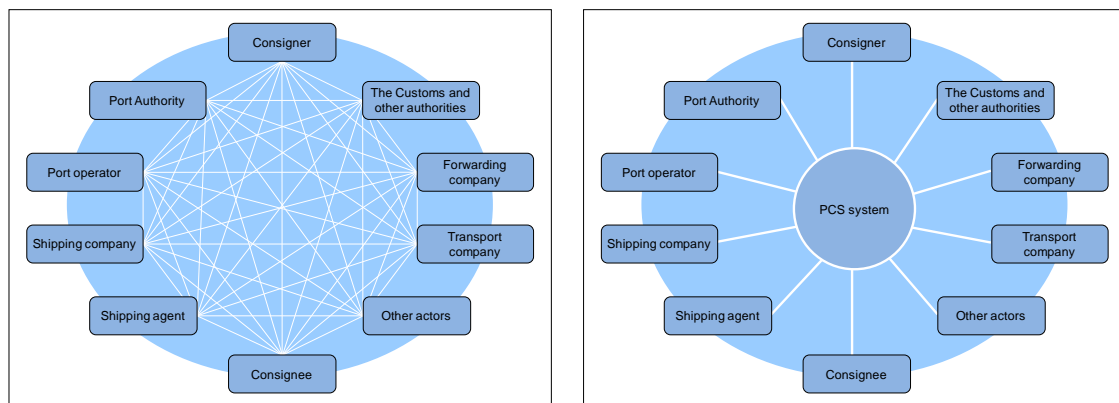 Consigner
Port Authority
The Customs and
other authorities
Port operator
Forwarding
company
Shipping company
Transport
company
Shipping agent
Other actors
Consignee
Consigner
Port Authority
The Customs and
other authorities
Port operator
Forwarding
company
PCS system
Shipping company
Transport
company
Shipping agent
Other actors
Consignee